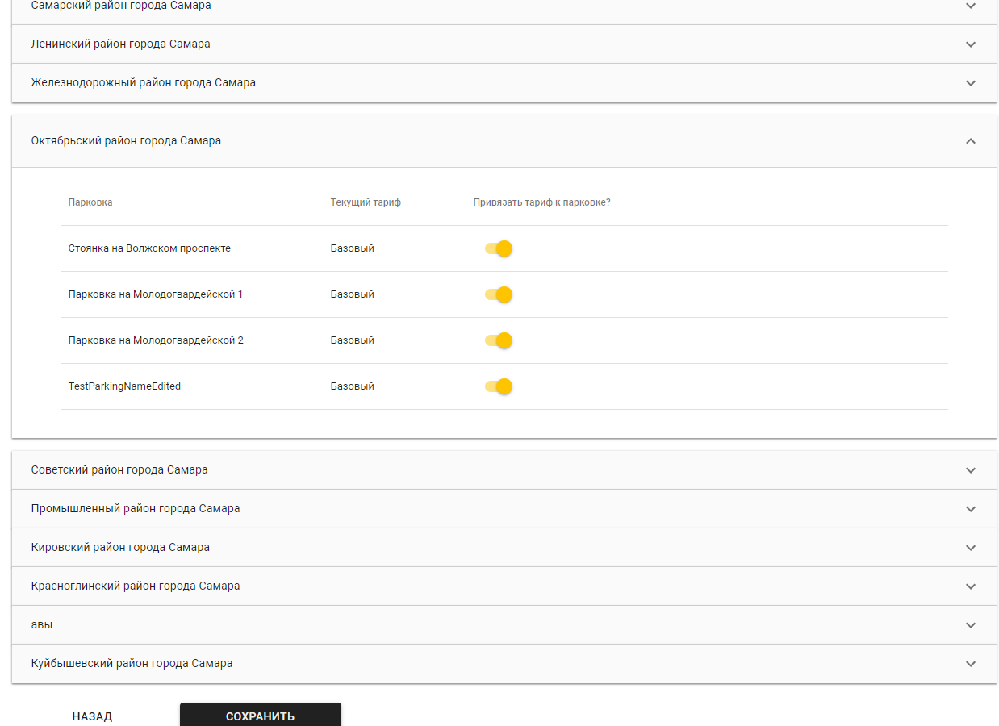 Самарский район города Самара
Ленинский район города Самара
Железнодорожный район города Самара
Октябрьский район города Самара
Парковка Текущий тариф Привязать тариф к парковке?
Стоянка на Волжском проспекте Базовый
Парковка на Молодогвардейской 1 Базовый
Парковка на Молодогвардейской 2 Базовый
TestParkingNameEdited Базовый
Советский район города Самара
Промышленный район города Самара
Кировский район города Самара
Красноглинский район города Самара
авы
Куйбышевский район города Самара
НАЗАД СОХРАНИТЬ